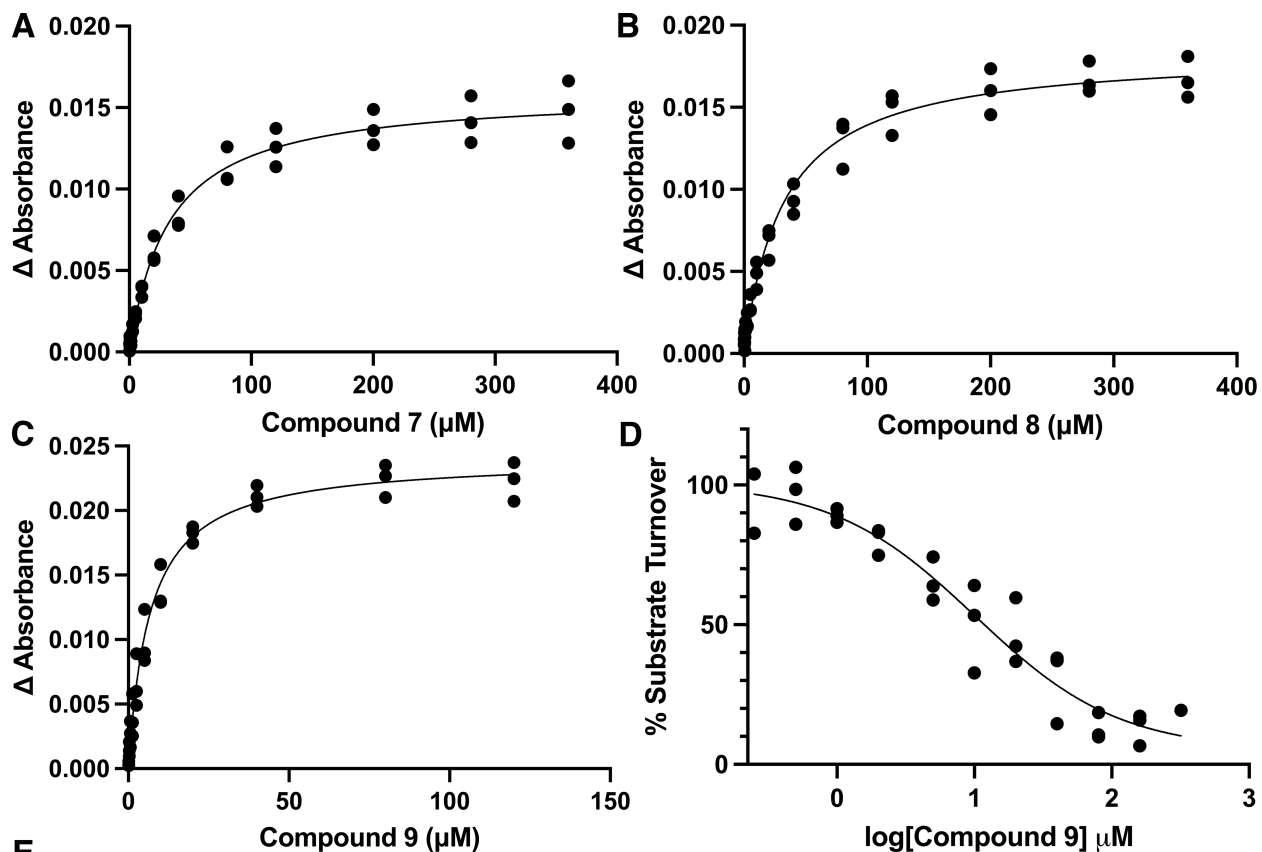 A
0.020
0.015
0.010
0.005
0.000
Δ Absorbance
0 100 200 300 400
Compound 7 (μM)
B
0.020
0.015
0.010
0.005
0.000
Δ Absorbance
0 100 200 300 400
Compound 8 (μM)
C
0.025
0.020
0.015
0.010
0.005
0.000
Δ Absorbance
0 50 100 150
Compound 9 (μM)
D
100
50
0
% Substrate Turnover
0 1 2 3
log[Compound 9] μM